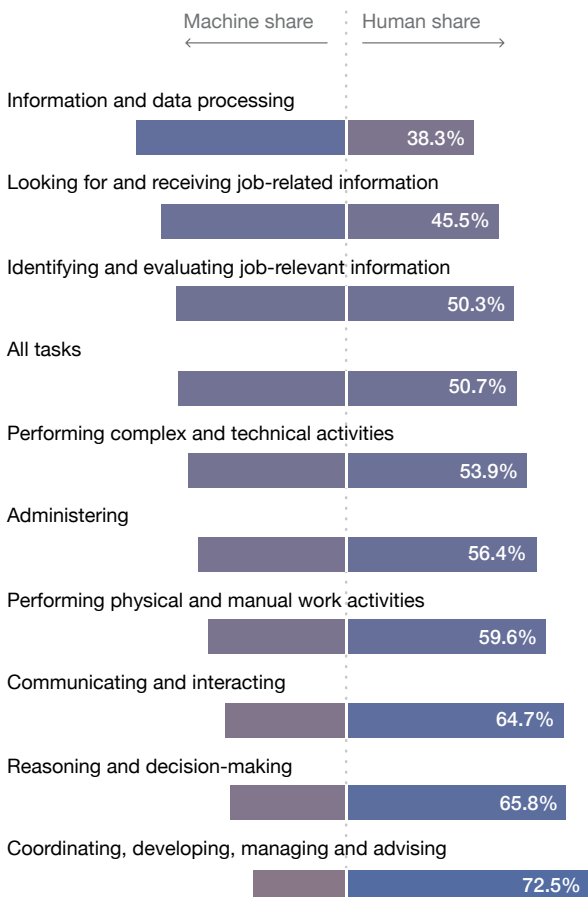 Machine share Human share
Information and data processing
38.3%
Looking for and receiving job-related information
45.5%
Identifying and evaluating job-relevant information
50.3%
All tasks
50.7%
Performing complex and technical activities
53.9%
Administering
56.4%
Performing physical and manual work activities
59.6%
Communicating and interacting
64.7%
Reasoning and decision-making
65.8%
Coordinating, developing, managing and advising
72.5%